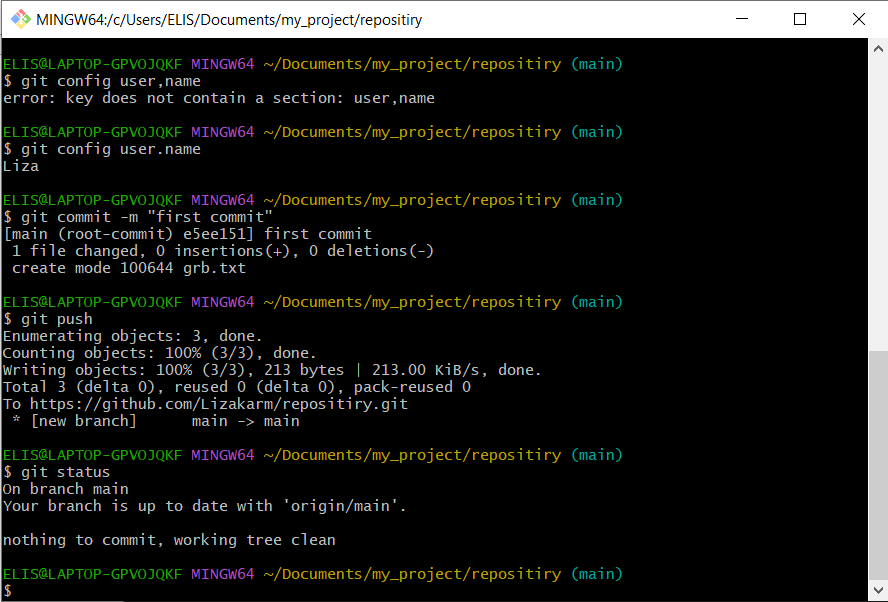 MINGW64:/c/Users/ELIS/Documents/my_project/repositiry
ELIS@LAPTOP-GPVOJQKF MINGW64 ~/Documents/my_project/repositiry (main)
$ git config user,name
error: key does not contain a section: user,name
ELIS@LAPTOP-GPVOJQKF MINGW64 ~/Documents/my_project/repositiry (main)
$ git config user.name
Liza
ELIS@LAPTOP-GPVOJQKF MINGW64 ~/Documents/my_project/repositiry (main)
$ git commit -m "first commit"
[main (root-commit) e5ee151] first commit
 1 file changed, 0 insertions(+), 0 deletions(-)
 create mode 100644 grb.txt
ELIS@LAPTOP-GPVOJQKF MINGW64 ~/Documents/my_project/repositiry (main)
$ git push
Enumerating objects: 3, done.
Counting objects: 100% (3/3), done.
Writing objects: 100% (3/3), 213 bytes | 213.00 KiB/s, done.
Total 3 (delta 0), reused 0 (delta 0), pack-reused 0
To https://github.com/Lizakarm/repositiry.git
 * [new branch]      main -> main
ELIS@LAPTOP-GPVOJQKF MINGW64 ~/Documents/my_project/repositiry (main)
$ git status
On branch main
Your branch is up to date with 'origin/main'.
nothing to commit, working tree clean
ELIS@LAPTOP-GPVOJQKF MINGW64 ~/Documents/my_project/repositiry (main)
$